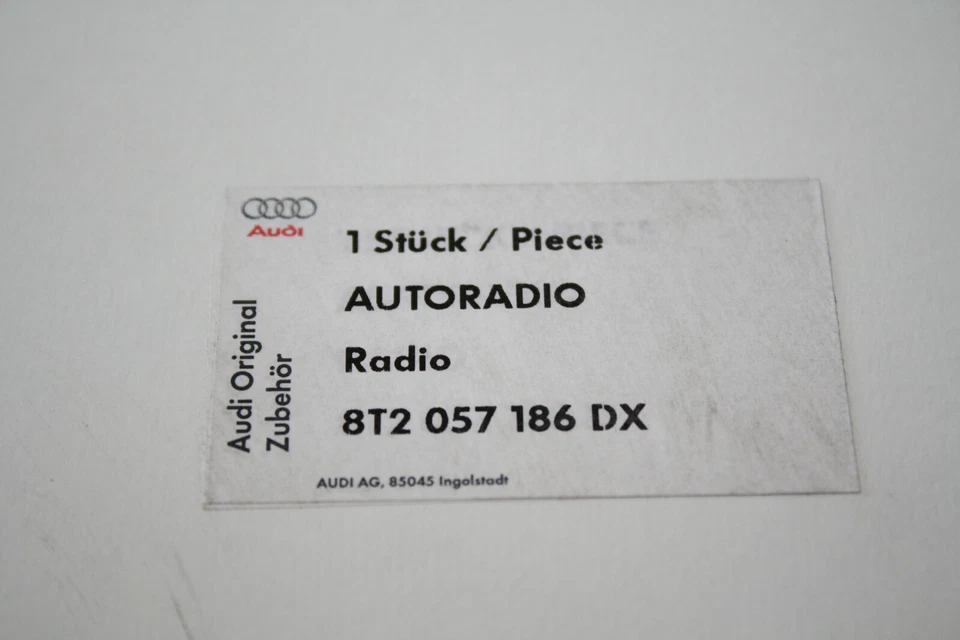 Audi
1 Stück / Piece
AUTORADIO
Radio
8T2 057 186 DX
Audi Original
Zubehör
AUDI AG, 85045 Ingolstadt